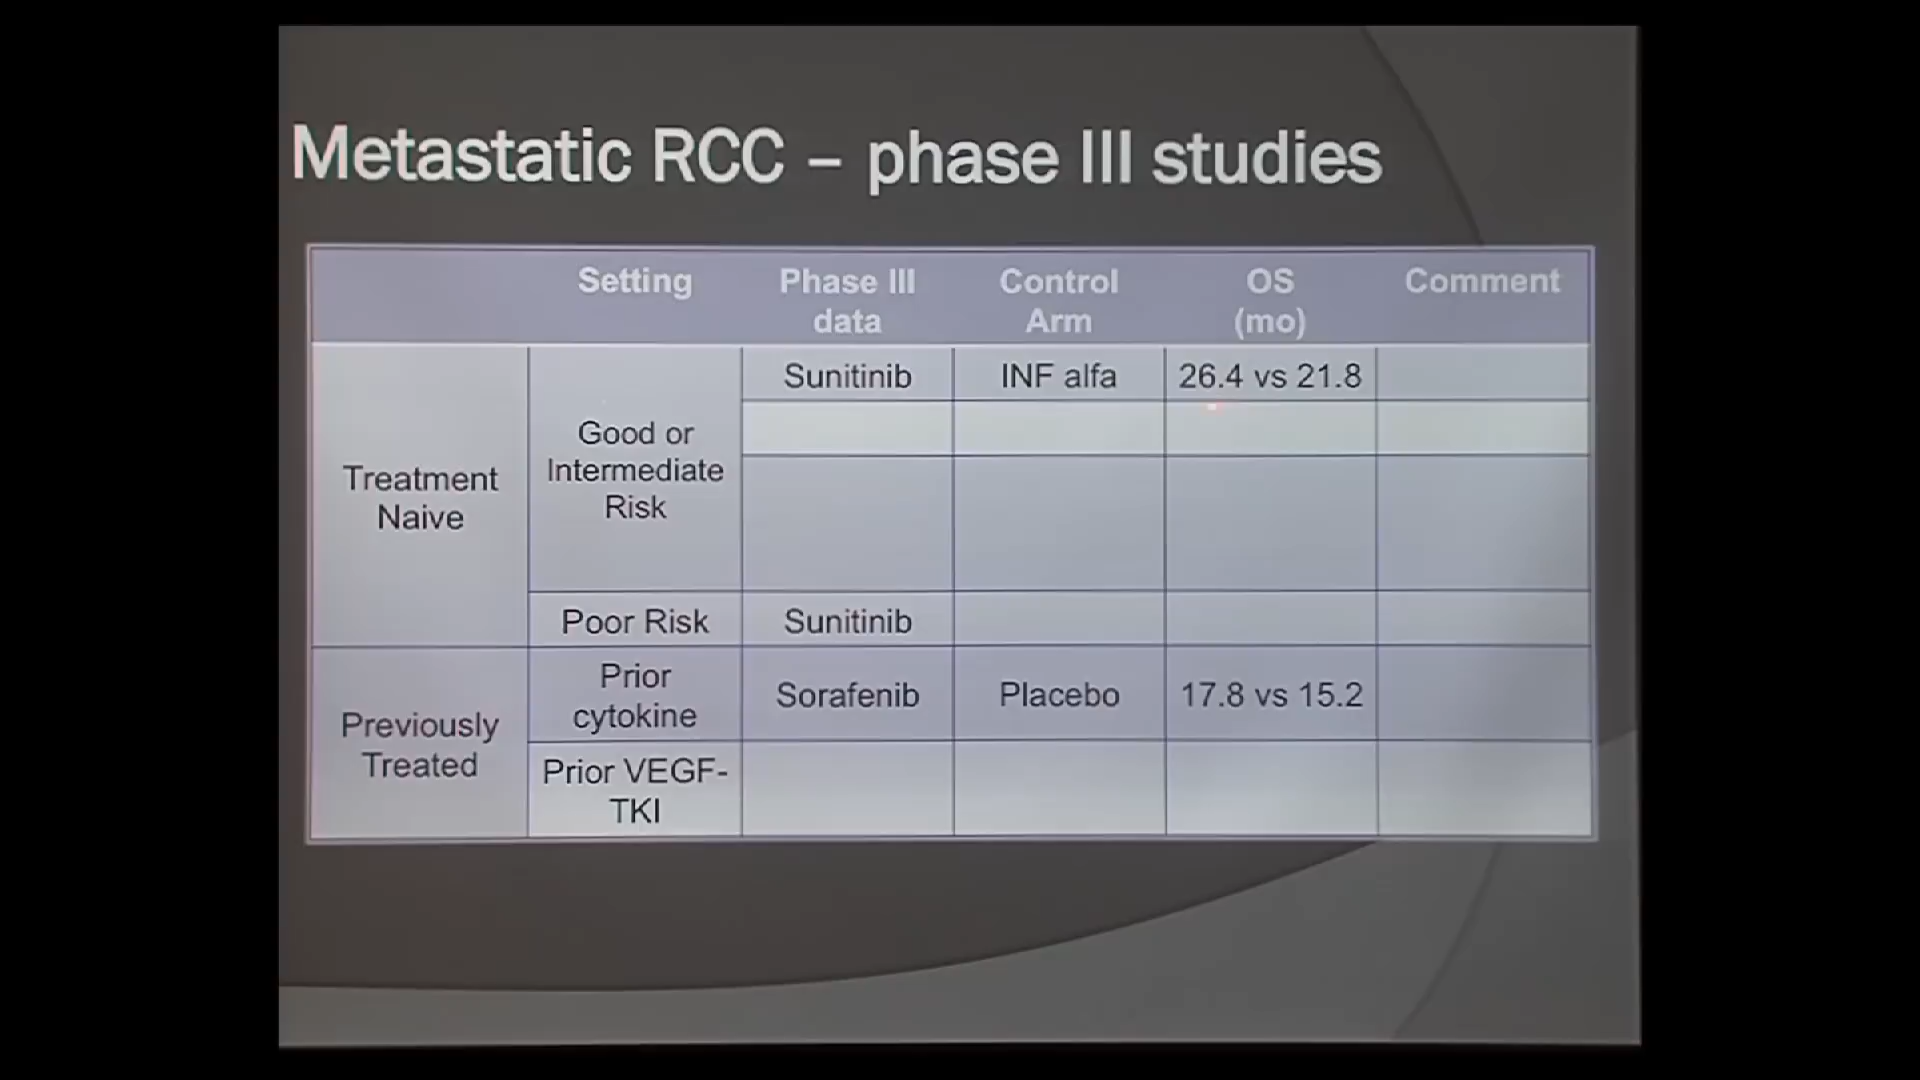 Metastatic RCC – phase III studies
Setting
Phase III
data
Control
Arm
OS
(mo)
Comment
Treatment
Naive
Good or
Intermediate
Risk
Sunitinib
INF alfa
26.4 vs 21.8
Poor Risk
Sunitinib
Previously
Treated
Prior
cytokine
Sorafenib
Placebo
17.8 vs 15.2
Prior VEGF-
TKI